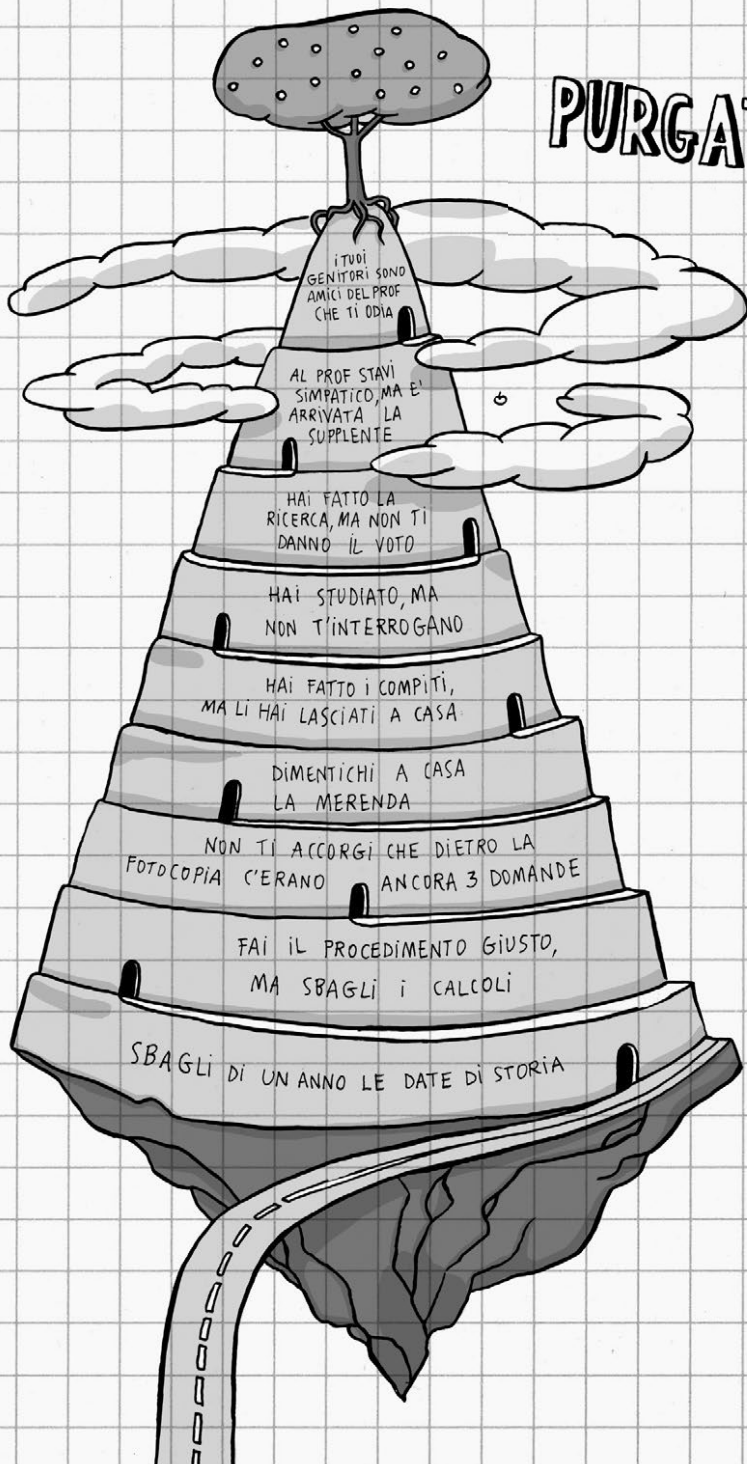 PURGAT
I TUOI
GENITORI SONO
AMICI DEL PROF
CHE TI ODIA
AL PROF STAVI
SIMPATICO, MA E'
ARRIVATA LA
SUPPLENTE
HAI FATTO LA
RICERCA, MA NON TI
DANNO IL VOTO
HAI STUDIATO, MA
NON T'INTERROGANO
HAI FATTO I COMPITI,
MA LI HAI LASCIATI A CASA
DIMENTICHI A CASA
LA MERENDA
NON TI ACCORGI CHE DIETRO LA
FOTOCOPIA C'ERANO ANCORA 3 DOMANDE
FAI IL PROCEDIMENTO GIUSTO,
MA SBAGLI I CALCOLI
SBAGLI DI UN ANNO LE DATE DI STORIA